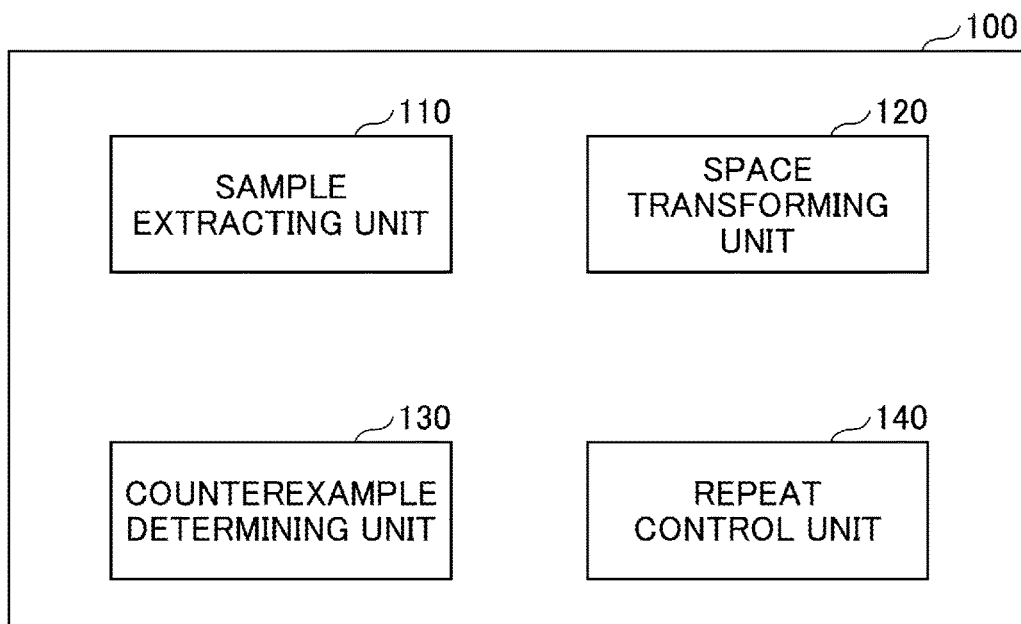 100
110
SAMPLE
EXTRACTING UNIT
120
SPACE
TRANSFORMING
UNIT
130
COUNTEREXAMPLE
DETERMINING UNIT
140
REPEAT
CONTROL UNIT